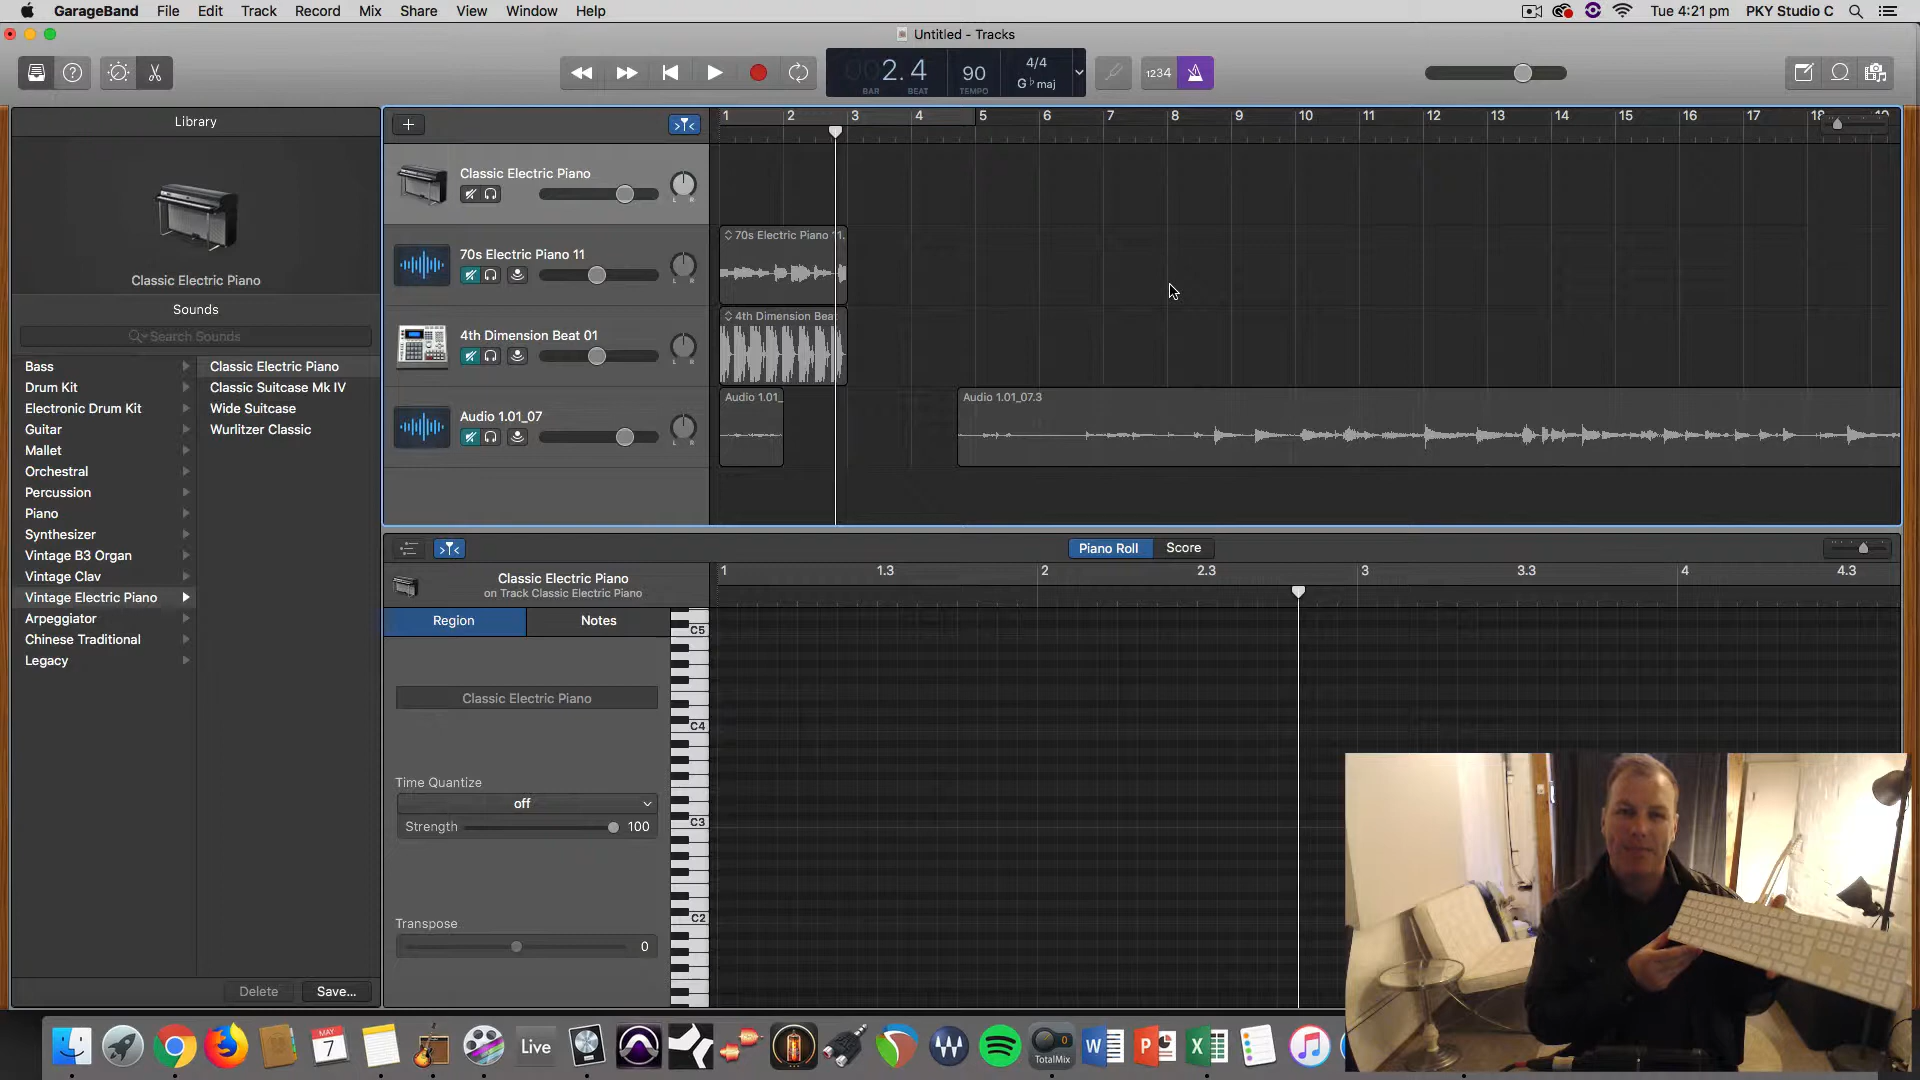 GarageBand File Edit Track Record Mix Share View Window Help
Tue 4:21 pm PKY Studio C
Untitled - Tracks
2.4
BAR BEAT
90
TEMPO
4/4
G♭maj
1234
Library
Classic Electric Piano
Sounds
Search Sounds
Bass
Drum Kit
Electronic Drum Kit
Guitar
Mallet
Orchestral
Percussion
Piano
Synthesizer
Vintage B3 Organ
Vintage Clav
Vintage Electric Piano
Arpeggiator
Chinese Traditional
Legacy
Classic Electric Piano
Classic Suitcase Mk IV
Wide Suitcase
Wurlitzer Classic
Delete Save...
1 2 3 4 5 6 7 8 9 10 11 12 13 14 15 16 17 18
Classic Electric Piano
L R
70s Electric Piano 11
L R
4th Dimension Beat 01
L R
Audio 1.01_07
L R
70s Electric Piano 11.
4th Dimension Bea
Audio 1.01_
Audio 1.01_07.3
Piano Roll Score
Classic Electric Piano
on Track Classic Electric Piano
1 1.3 2 2.3 3 3.3 4 4.3
Region Notes
Classic Electric Piano
Time Quantize
off
Strength 100
Transpose
0
C5
C4
C3
C2
MAY
7
Live
TotalMix